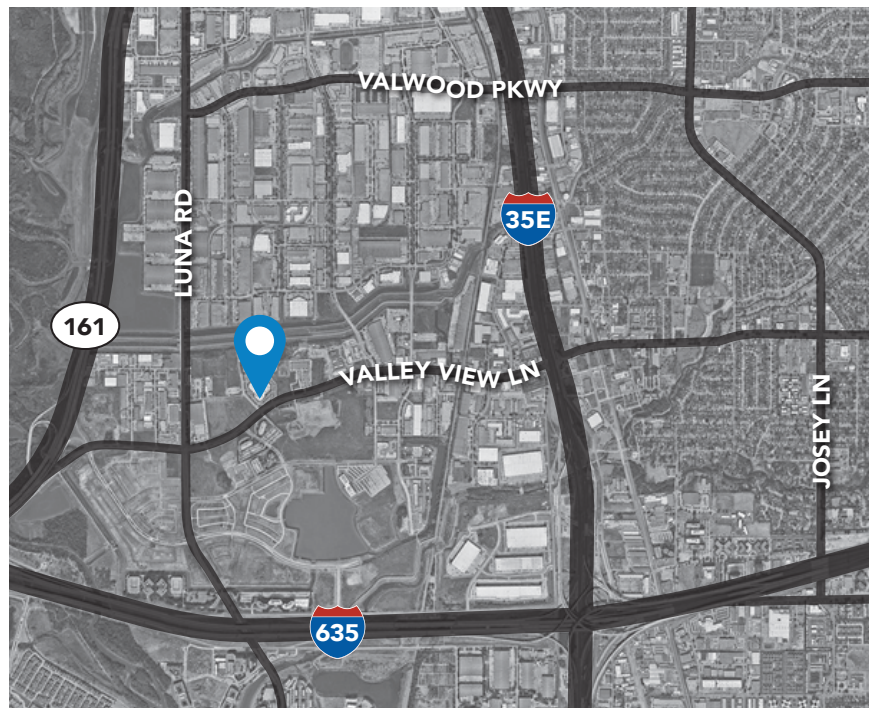 VALWOOD PKWY
LUNA RD
35E
161
VALLEY VIEW LN
JOSEY LN
635